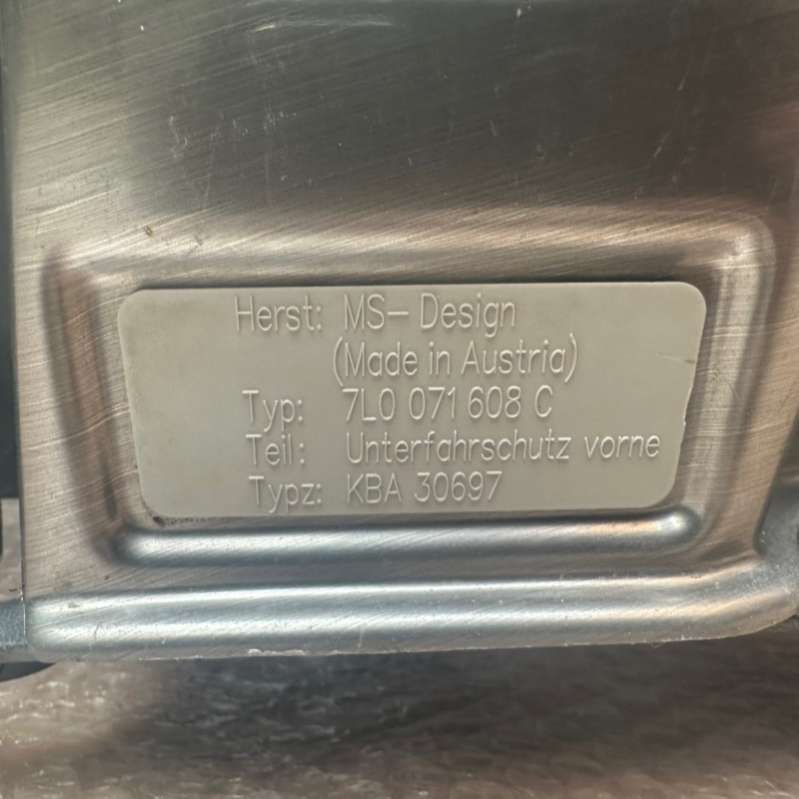 Herst: MS-Design
(Made in Austria)
Typ: 7L0 071 608 C
Teil: Unterfahrschutz vorne
Typz: KBA 30697